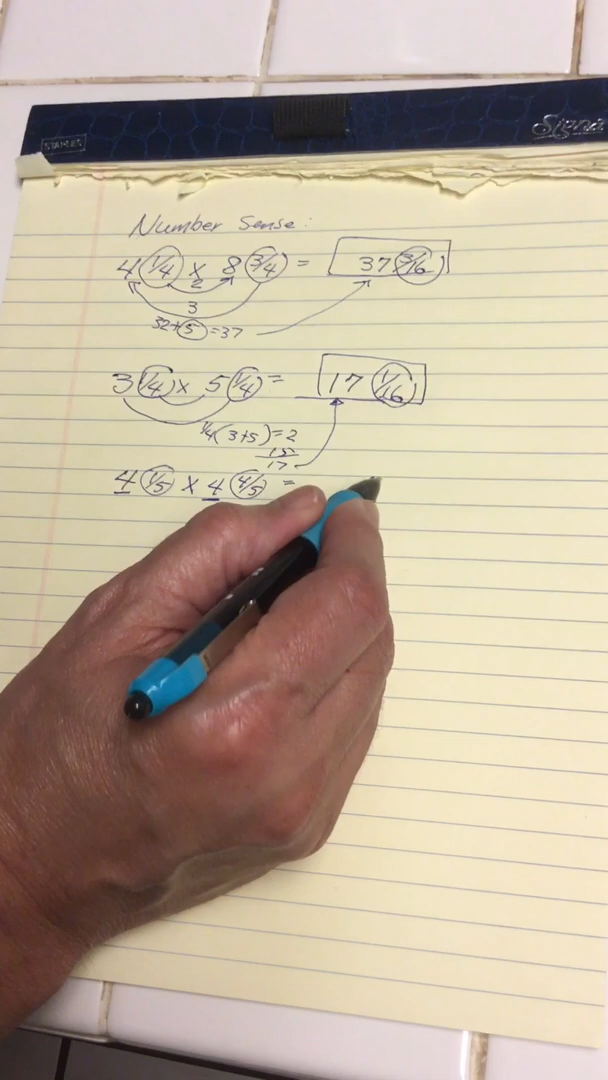 STAPLES
Number Sense:
4 1/4 x 8 3/4 = 37 3/16
2
3
32+5=37
3 1/4 x 5 1/4 = 17 1/16
1/4(3+5)=2
15
17
4 1/5 x 4 4/5 =